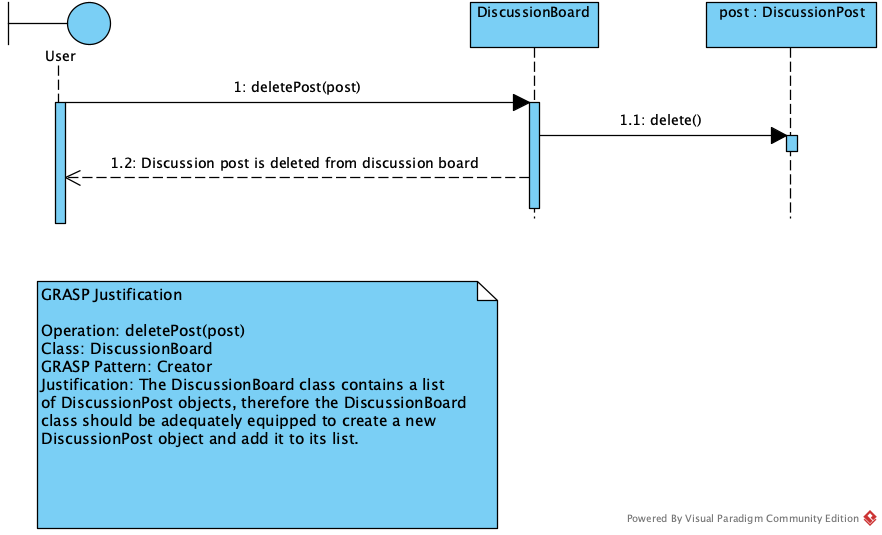 DiscussionBoard
post : DiscussionPost
User
1: deletePost(post)
1.1: delete()
1.2: Discussion post is deleted from discussion board
GRASP Justification
Operation: deletePost(post)
Class: DiscussionBoard
GRASP Pattern: Creator
Justification: The DiscussionBoard class contains a list
of DiscussionPost objects, therefore the DiscussionBoard
class should be adequately equipped to create a new
DiscussionPost object and add it to its list.
Powered By Visual Paradigm Community Edition